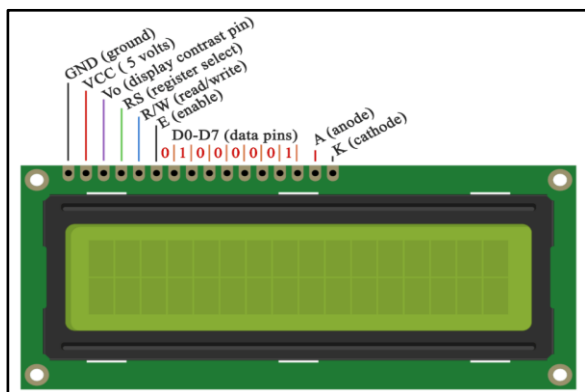 GND (ground)
VCC ( 5 volts)
Vo (display contrast pin)
RS (register select)
R/W (read/write)
E (enable)
D0-D7 (data pins)
0 1 0 0 0 0 0 1
A (anode)
K (cathode)